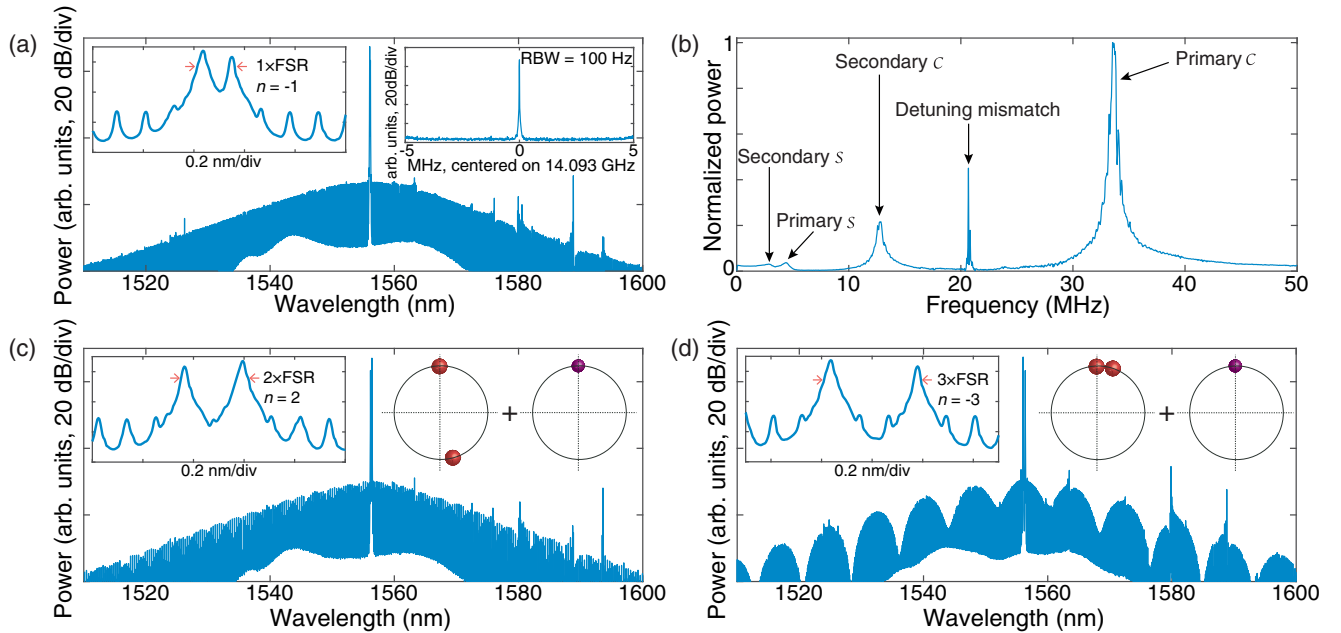 (a)
Power (arb. units, 20 dB/div)
1×FSR
n = -1
0.2 nm/div
arb. units, 20dB/div
RBW = 100 Hz
-5 0 5
MHz, centered on 14.093 GHz
1520 1540 1560 1580 1600
Wavelength (nm)
(b)
Normalized power
1
0
Secondary S
Primary S
Secondary C
Detuning mismatch
Primary C
0 10 20 30 40 50
Frequency (MHz)
(c)
Power (arb. units, 20 dB/div)
2×FSR
n = 2
0.2 nm/div
+
1520 1540 1560 1580 1600
Wavelength (nm)
(d)
Power (arb. units, 20 dB/div)
3×FSR
n = -3
0.2 nm/div
+
1520 1540 1560 1580 1600
Wavelength (nm)